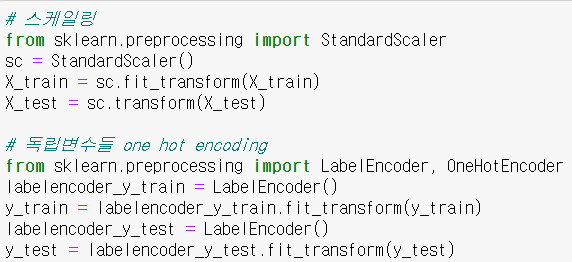 # 스케일링
from sklearn.preprocessing import StandardScaler
sc = StandardScaler()
X_train = sc.fit_transform(X_train)
X_test = sc.transform(X_test)
# 독립변수들 one hot encoding
from sklearn.preprocessing import LabelEncoder, OneHotEncoder
labelencoder_y_train = LabelEncoder()
y_train = labelencoder_y_train.fit_transform(y_train)
labelencoder_y_test = LabelEncoder()
y_test = labelencoder_y_test.fit_transform(y_test)